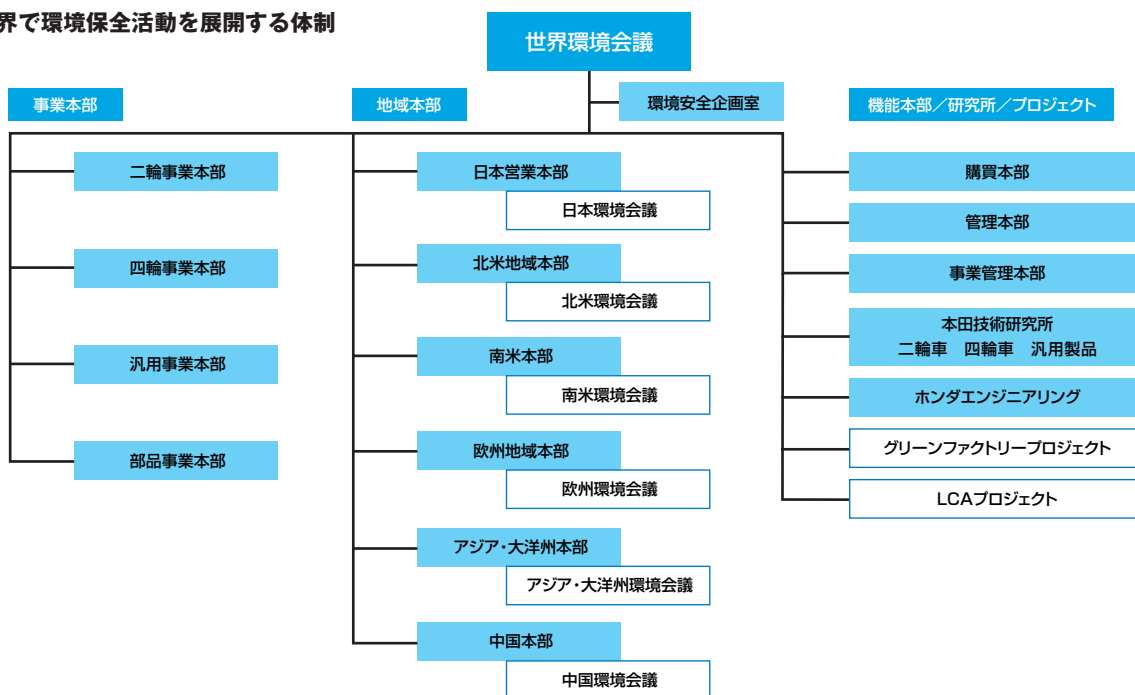 界で環境保全活動を展開する体制
世界環境会議
環境安全企画室
事業本部
二輪事業本部
四輪事業本部
汎用事業本部
部品事業本部
地域本部
日本営業本部
日本環境会議
北米地域本部
北米環境会議
南米本部
南米環境会議
欧州地域本部
欧州環境会議
アジア・大洋州本部
アジア・大洋州環境会議
中国本部
中国環境会議
機能本部／研究所／プロジェクト
購買本部
管理本部
事業管理本部
本田技術研究所
二輪車　四輪車　汎用製品
ホンダエンジニアリング
グリーンファクトリープロジェクト
LCAプロジェクト